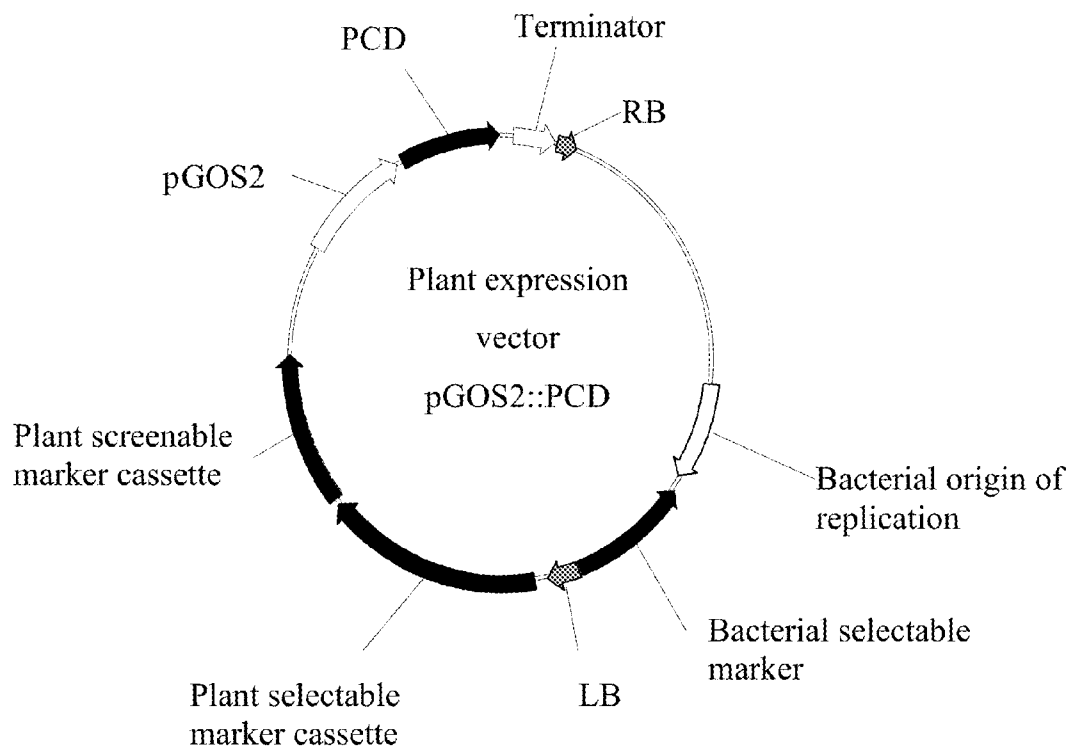 Terminator
PCD
RB
pGOS2
Plant expression
vector
pGOS2::PCD
Plant screenable
marker cassette
Bacterial origin of
replication
Bacterial selectable
marker
LB
Plant selectable
marker cassette